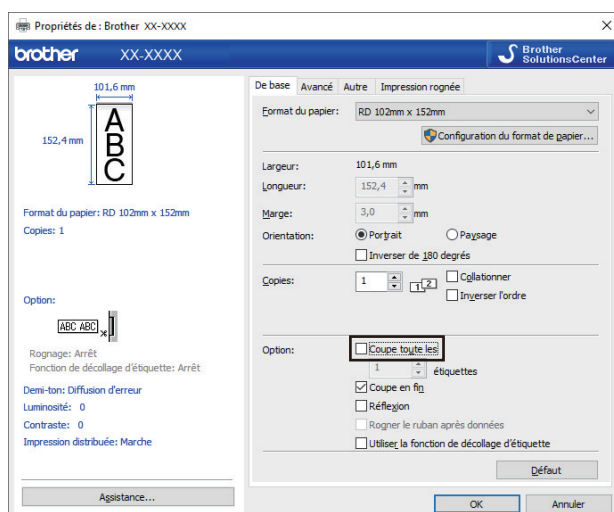 Propriétés de : Brother XX-XXXX
brother XX-XXXX
Brother
SolutionsCenter
101,6 mm
152,4 mm
A
B
C
Format du papier: RD 102mm x 152mm
Copies: 1
Option:
ABC ABC
Rognage: Arrêt
Fonction de décollage d'étiquette: Arrêt
Demi-ton: Diffusion d'erreur
Luminosité: 0
Contraste: 0
Impression distribuée: Marche
Assistance...
De base Avancé Autre Impression rognée
Format du papier: RD 102mm x 152mm
Configuration du format de papier...
Largeur: 101,6 mm
Longueur: 152,4 mm
Marge: 3,0 mm
Orientation: Portrait Paysage
Inverser de 180 degrés
Copies: 1 1 2 Collationner
Inverser l'ordre
Option: Coupe toute les
1 étiquettes
Coupe en fin
Réflexion
Rogner le ruban après données
Utiliser la fonction de décollage d'étiquette
Défaut
OK Annuler